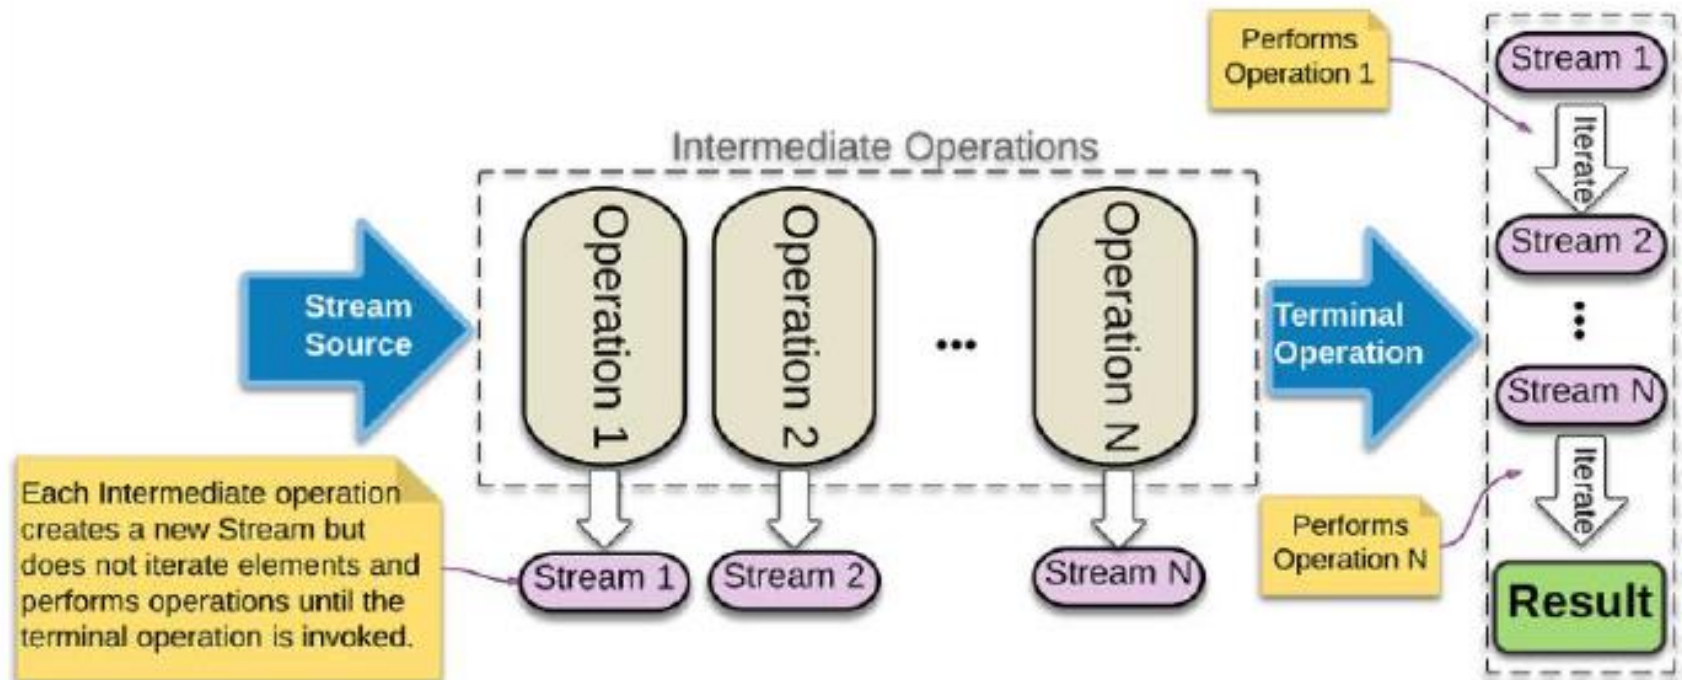 Performs
Operation 1
Stream 1
Iterate
Intermediate Operations
Stream
Source
Operation 1
Operation 2
...
Operation N
Terminal
Operation
Stream 2
...
Stream N
Iterate
Performs
Operation N
Result
Each Intermediate operation
creates a new Stream but
does not iterate elements and
performs operations until the
terminal operation is invoked.
Stream 1
Stream 2
Stream N